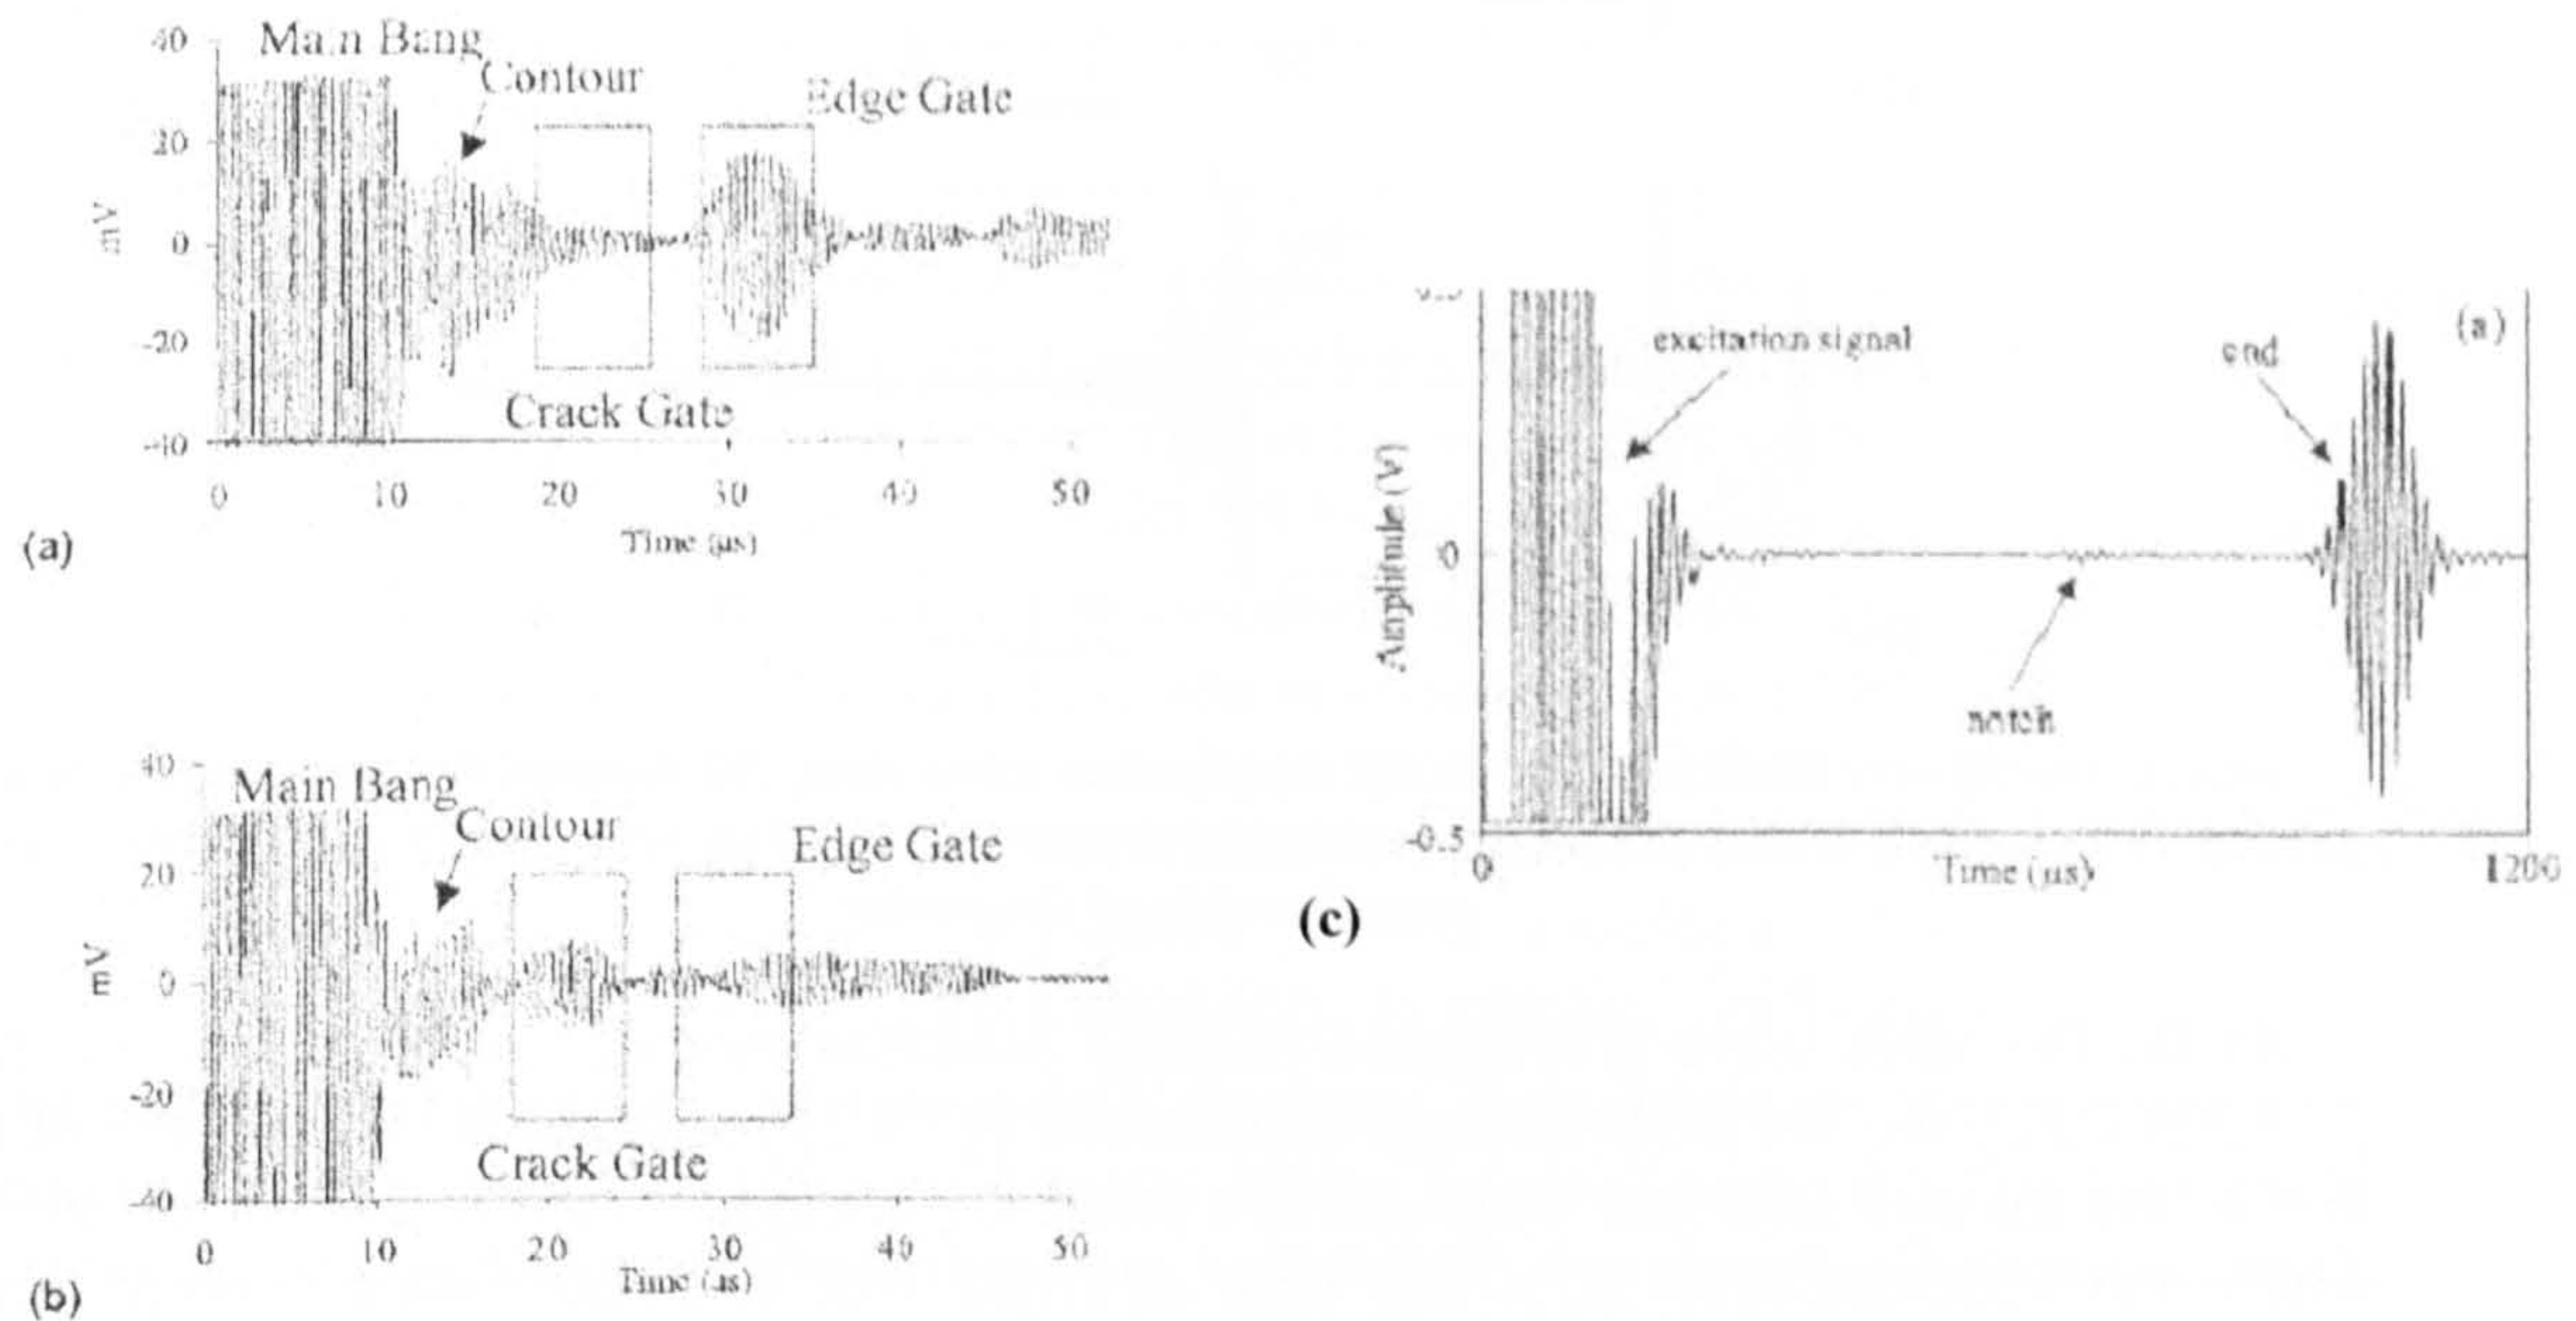 40
Main Bang
Contour
Edge Gate
20
mV
0
-20
Crack Gate
-40
0 10 20 30 40 50
Time (µs)
(a)
40
Main Bang
Contour
Edge Gate
20
mV
0
-20
Crack Gate
-40
0 10 20 30 40 50
Time (µs)
(b)
(a)
excitation signal
end
Amplitude (V)
0
notch
-0.5
0 Time (µs) 1200
(c)